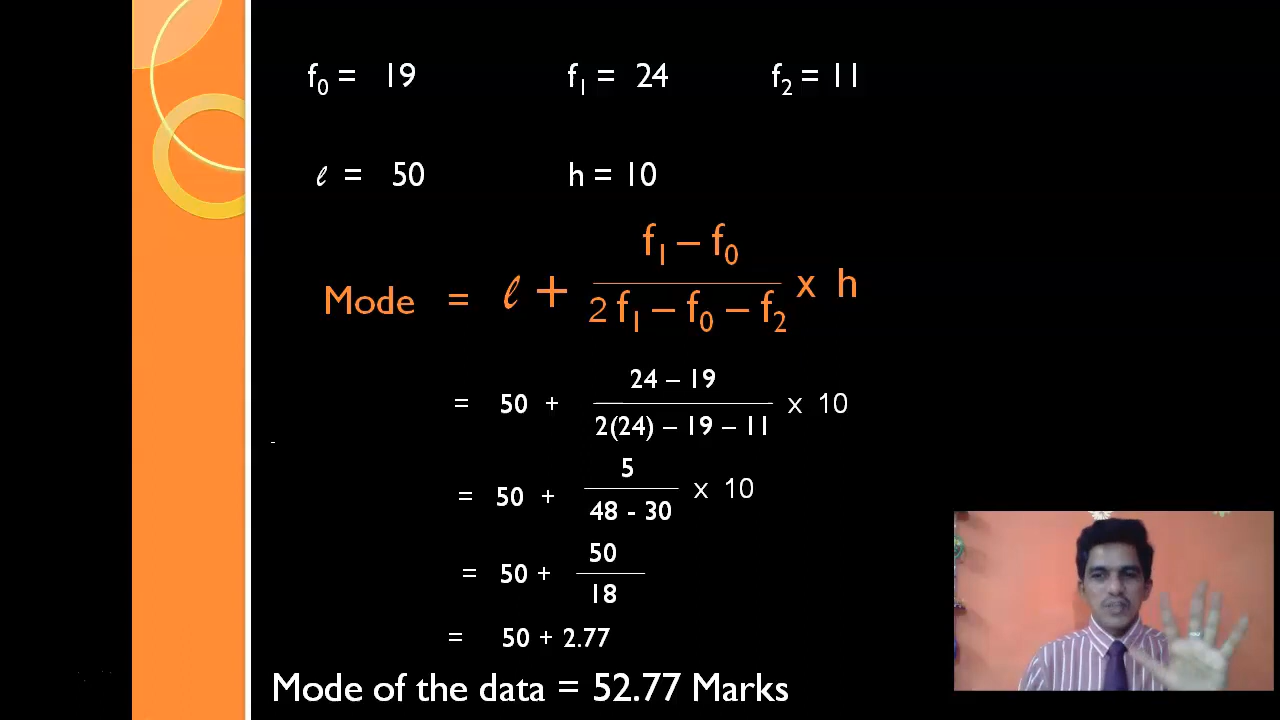 f₀ = 19 f₁ = 24 f₂ = 11
ℓ = 50 h = 10
f₁ – f₀
Mode = ℓ + x h
2 f₁ – f₀ – f₂
24 – 19
= 50 + x 10
2(24) – 19 – 11
5
= 50 + x 10
48 - 30
50
= 50 +
18
= 50 + 2.77
Mode of the data = 52.77 Marks